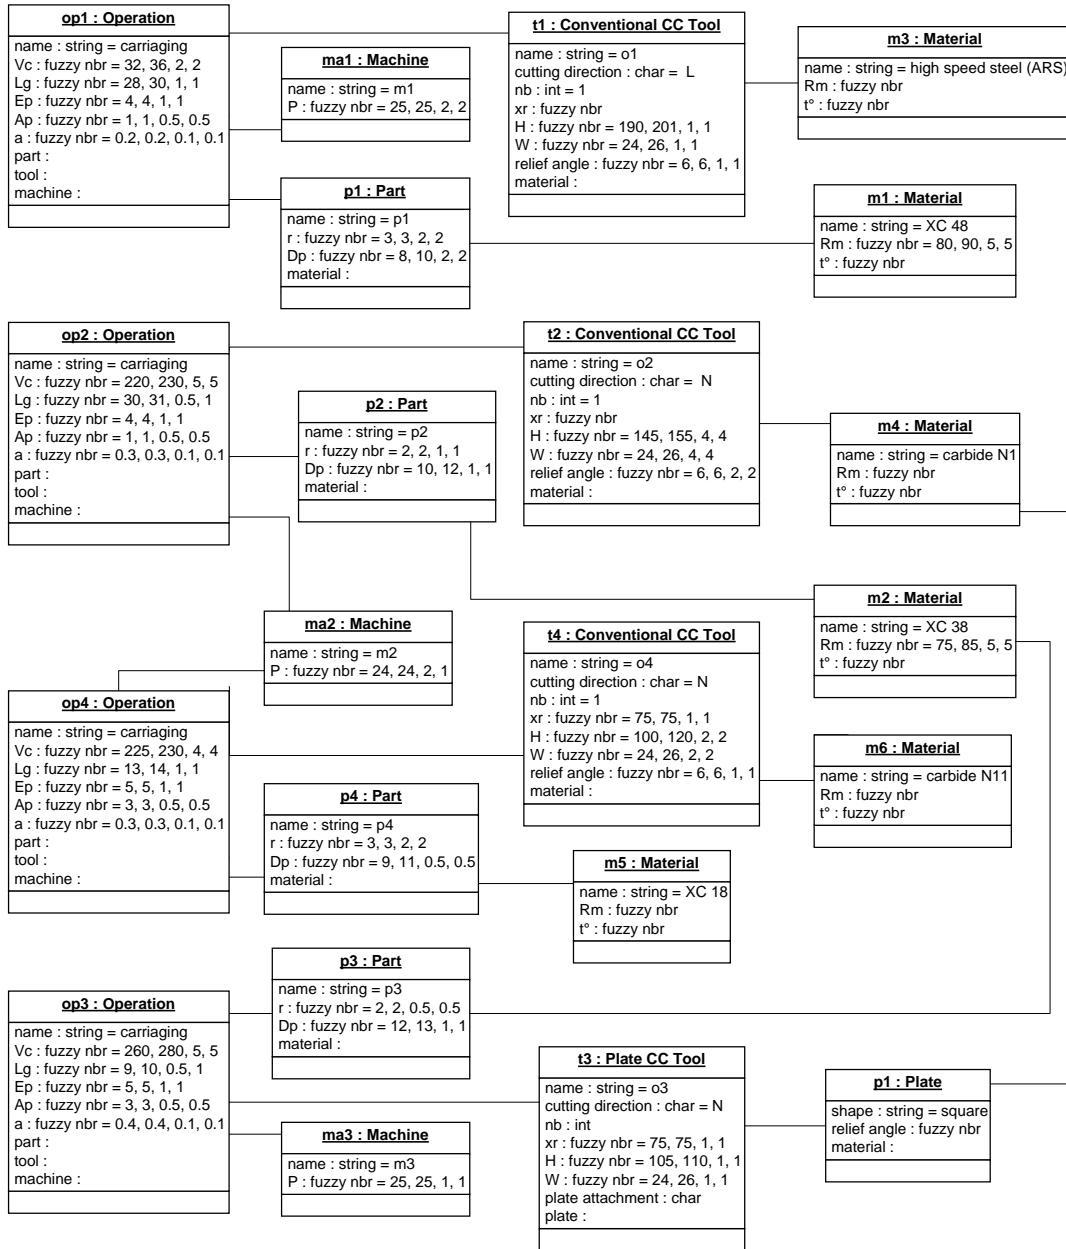 op1 : Operation
name : string = carriaging
Vc : fuzzy nbr = 32, 36, 2, 2
Lg : fuzzy nbr = 28, 30, 1, 1
Ep : fuzzy nbr = 4, 4, 1, 1
Ap : fuzzy nbr = 1, 1, 0.5, 0.5
a : fuzzy nbr = 0.2, 0.2, 0.1, 0.1
part :
tool :
machine :
ma1 : Machine
name : string = m1
P : fuzzy nbr = 25, 25, 2, 2
p1 : Part
name : string = p1
r : fuzzy nbr = 3, 3, 2, 2
Dp : fuzzy nbr = 8, 10, 2, 2
material :
t1 : Conventional CC Tool
name : string = o1
cutting direction : char = L
nb : int = 1
xr : fuzzy nbr
H : fuzzy nbr = 190, 201, 1, 1
W : fuzzy nbr = 24, 26, 1, 1
relief angle : fuzzy nbr = 6, 6, 1, 1
material :
m3 : Material
name : string = high speed steel (ARS)
Rm : fuzzy nbr
t° : fuzzy nbr
m1 : Material
name : string = XC 48
Rm : fuzzy nbr = 80, 90, 5, 5
t° : fuzzy nbr
op2 : Operation
name : string = carriaging
Vc : fuzzy nbr = 220, 230, 5, 5
Lg : fuzzy nbr = 30, 31, 0.5, 1
Ep : fuzzy nbr = 4, 4, 1, 1
Ap : fuzzy nbr = 1, 1, 0.5, 0.5
a : fuzzy nbr = 0.3, 0.3, 0.1, 0.1
part :
tool :
machine :
p2 : Part
name : string = p2
r : fuzzy nbr = 2, 2, 1, 1
Dp : fuzzy nbr = 10, 12, 1, 1
material :
t2 : Conventional CC Tool
name : string = o2
cutting direction : char = N
nb : int = 1
xr : fuzzy nbr
H : fuzzy nbr = 145, 155, 4, 4
W : fuzzy nbr = 24, 26, 4, 4
relief angle : fuzzy nbr = 6, 6, 2, 2
material :
m4 : Material
name : string = carbide N1
Rm : fuzzy nbr
t° : fuzzy nbr
ma2 : Machine
name : string = m2
P : fuzzy nbr = 24, 24, 2, 1
m2 : Material
name : string = XC 38
Rm : fuzzy nbr = 75, 85, 5, 5
t° : fuzzy nbr
op4 : Operation
name : string = carriaging
Vc : fuzzy nbr = 225, 230, 4, 4
Lg : fuzzy nbr = 13, 14, 1, 1
Ep : fuzzy nbr = 5, 5, 1, 1
Ap : fuzzy nbr = 3, 3, 0.5, 0.5
a : fuzzy nbr = 0.3, 0.3, 0.1, 0.1
part :
tool :
machine :
t4 : Conventional CC Tool
name : string = o4
cutting direction : char = N
nb : int = 1
xr : fuzzy nbr = 75, 75, 1, 1
H : fuzzy nbr = 100, 120, 2, 2
W : fuzzy nbr = 24, 26, 2, 2
relief angle : fuzzy nbr = 6, 6, 1, 1
material :
m6 : Material
name : string = carbide N11
Rm : fuzzy nbr
t° : fuzzy nbr
p4 : Part
name : string = p4
r : fuzzy nbr = 3, 3, 2, 2
Dp : fuzzy nbr = 9, 11, 0.5, 0.5
material :
m5 : Material
name : string = XC 18
Rm : fuzzy nbr
t° : fuzzy nbr
p3 : Part
name : string = p3
r : fuzzy nbr = 2, 2, 0.5, 0.5
Dp : fuzzy nbr = 12, 13, 1, 1
material :
op3 : Operation
name : string = carriaging
Vc : fuzzy nbr = 260, 280, 5, 5
Lg : fuzzy nbr = 9, 10, 0.5, 1
Ep : fuzzy nbr = 5, 5, 1, 1
Ap : fuzzy nbr = 3, 3, 0.5, 0.5
a : fuzzy nbr = 0.4, 0.4, 0.1, 0.1
part :
tool :
machine :
ma3 : Machine
name : string = m3
P : fuzzy nbr = 25, 25, 1, 1
t3 : Plate CC Tool
name : string = o3
cutting direction : char = N
nb : int
xr : fuzzy nbr = 75, 75, 1, 1
H : fuzzy nbr = 105, 110, 1, 1
W : fuzzy nbr = 24, 26, 1, 1
plate attachment : char
plate :
p1 : Plate
shape : string = square
relief angle : fuzzy nbr
material :